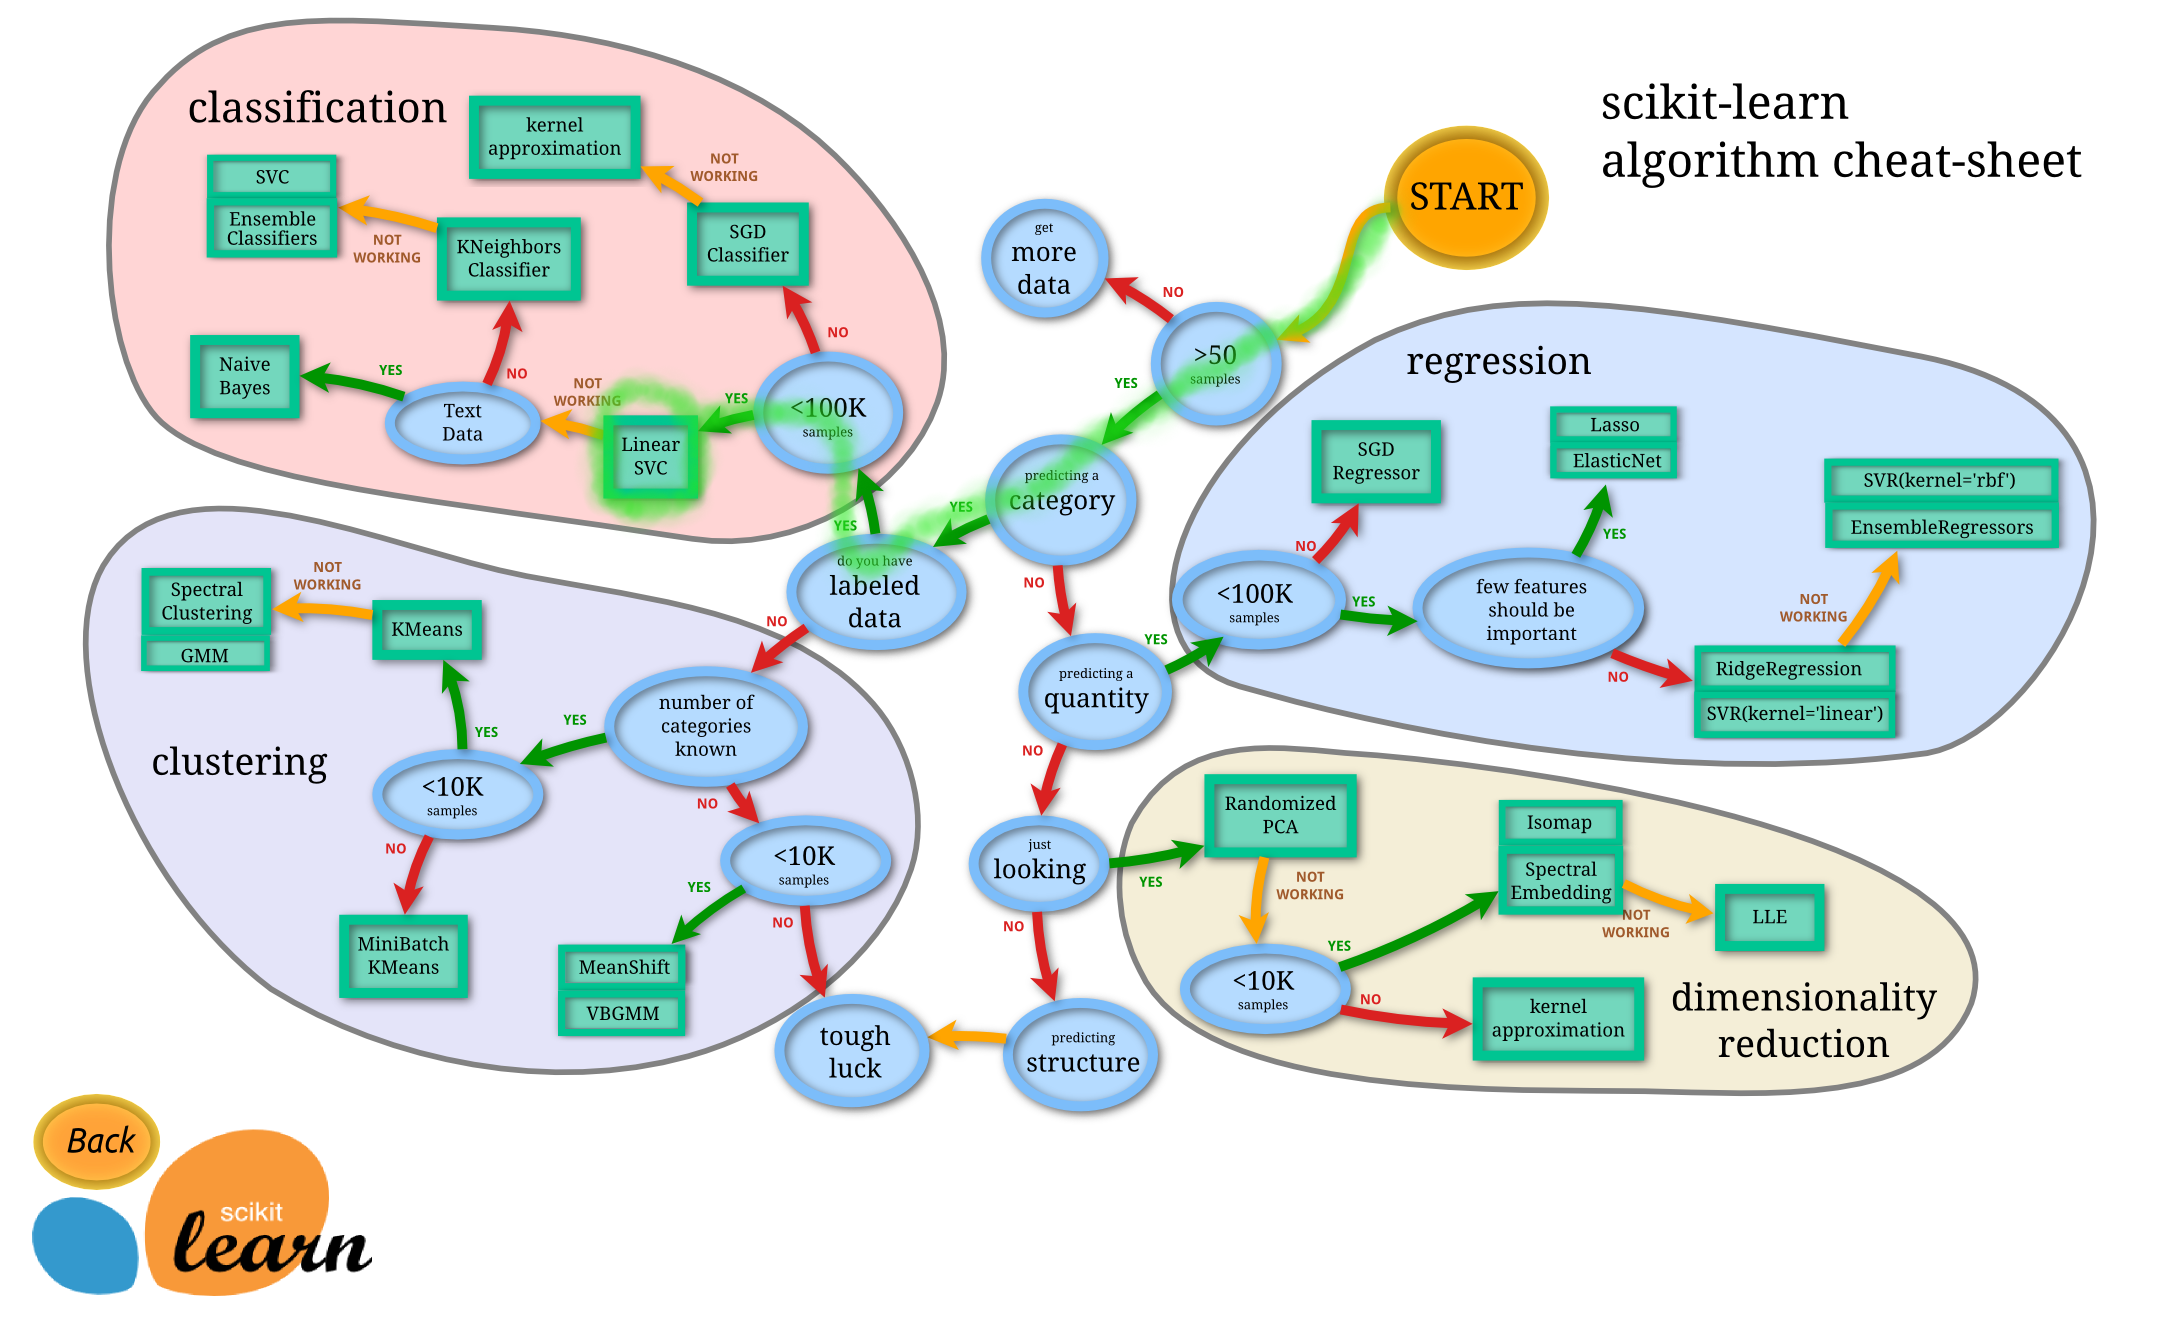 scikit-learn
algorithm cheat-sheet
START
get
more
data
NO
>50
samples
YES
predicting a
category
YES
NO
do you have
labeled
data
YES
NO
predicting a
quantity
YES
NO
just
looking
YES
NO
predicting
structure
tough
luck
classification
kernel
approximation
NOT
WORKING
SVC
Ensemble
Classifiers
NOT
WORKING
KNeighbors
Classifier
SGD
Classifier
NO
Naive
Bayes
YES
NO
Text
Data
NOT
WORKING
Linear
SVC
YES
<100K
samples
regression
SGD
Regressor
NO
Lasso
ElasticNet
YES
SVR(kernel='rbf')
EnsembleRegressors
<100K
samples
YES
few features
should be
important
NOT
WORKING
NO
RidgeRegression
SVR(kernel='linear')
clustering
Spectral
Clustering
GMM
NOT
WORKING
KMeans
YES
number of
categories
known
YES
NO
<10K
samples
NO
<10K
samples
YES
NO
MiniBatch
KMeans
MeanShift
VBGMM
Randomized
PCA
NOT
WORKING
Isomap
Spectral
Embedding
NOT
WORKING
LLE
<10K
samples
YES
NO
kernel
approximation
dimensionality
reduction
Back
scikit
learn